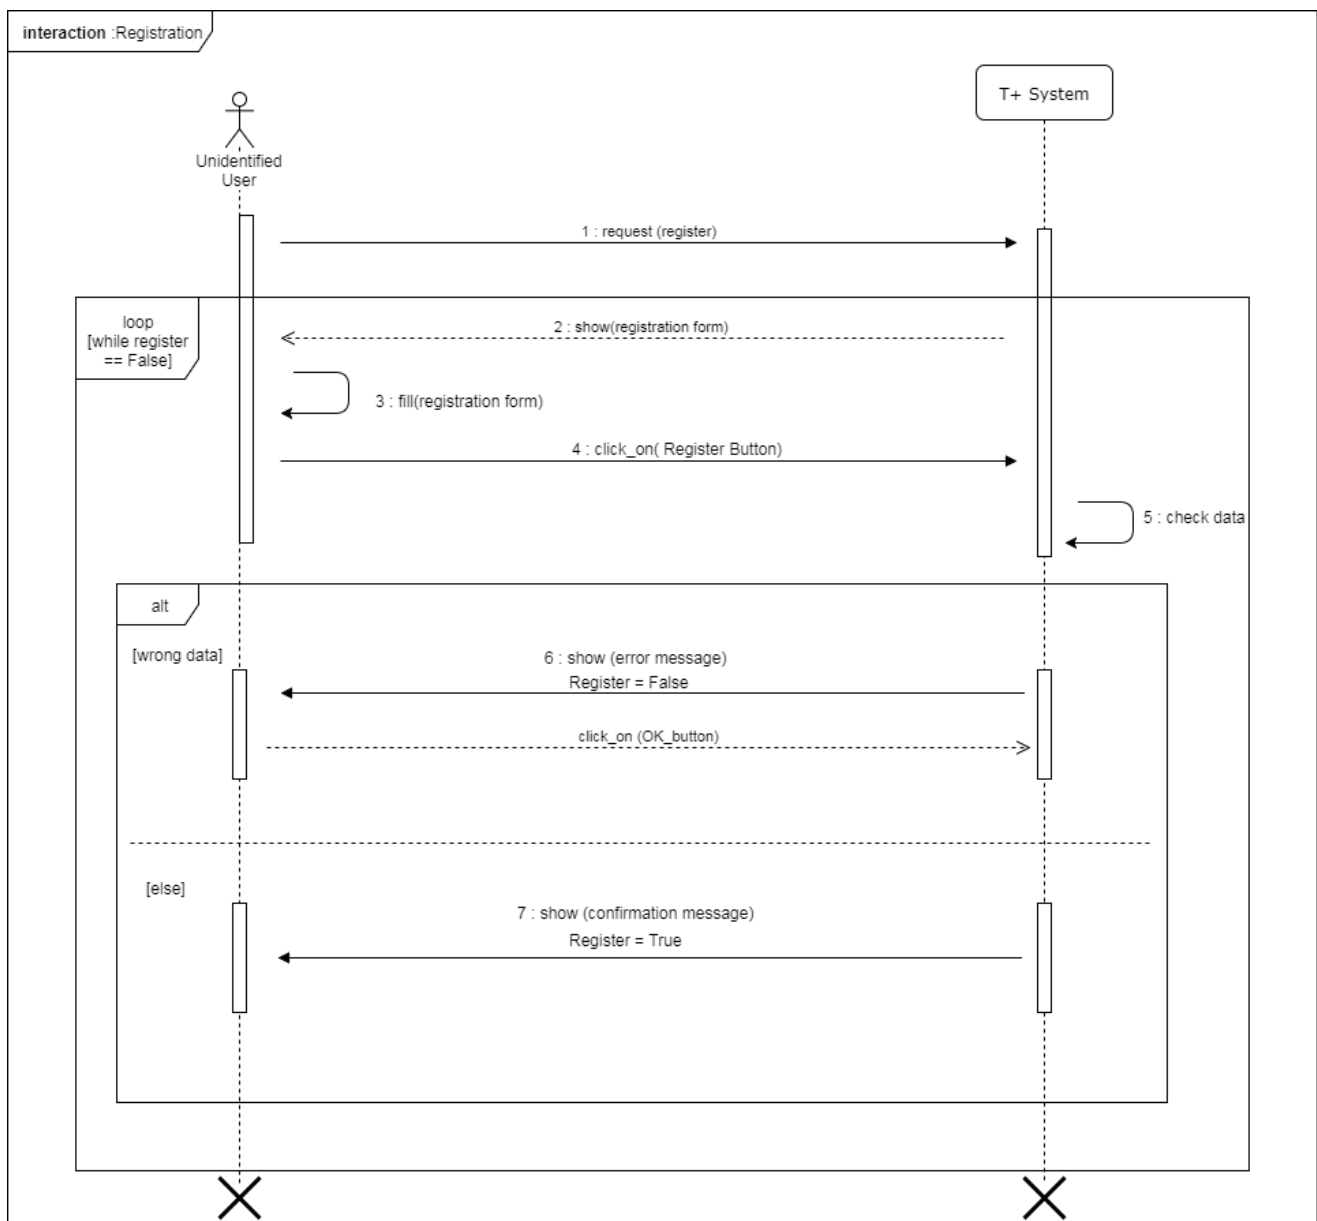 interaction :Registration
T+ System
Unidentified
User
1 : request (register)
loop
[while register
== False]
2 : show(registration form)
3 : fill(registration form)
4 : click_on( Register Button)
5 : check data
alt
[wrong data]
6 : show (error message)
Register = False
click_on (OK_button)
[else]
7 : show (confirmation message)
Register = True